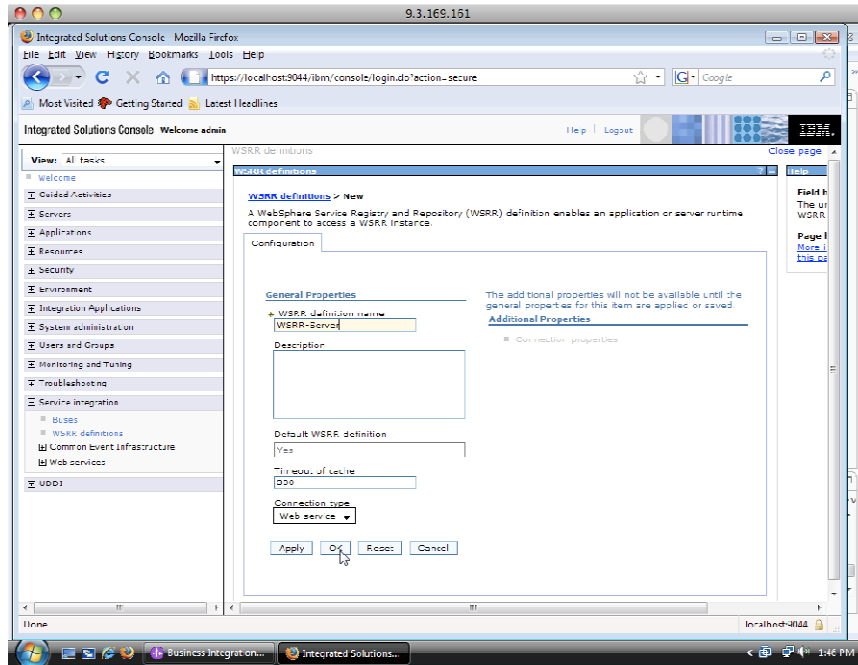 9.3.169.161
Integrated Solutions Console - Mozilla Firefox
File Edit View History Bookmarks Tools Help
https://localhost:9044/ibm/console/login.do?action=secure
Google
Most Visited Getting Started Latest Headlines
Integrated Solutions Console Welcome admin
Help Logout
IBM.
View: All tasks
WSRR definitions
Close page
Welcome
WSRR definitions
Help
Guided Activities
Servers
Applications
Resources
Security
Environment
Integration Applications
System administration
Users and Groups
Monitoring and Tuning
Troubleshooting
Service integration
Buses
WSRR definitions
Common Event Infrastructure
Web services
UDDI
WSRR definitions > New
A WebSphere Service Registry and Repository (WSRR) definition enables an application or server runtime
component to access a WSRR instance.
Configuration
General Properties
WSRR definition name
WSRR-Server
Description
Default WSRR definition
Yes
Timeout of cache
300
Connection type
Web service
Apply OK Reset Cancel
The additional properties will not be available until the
general properties for this item are applied or saved.
Additional Properties
Connection properties
Field h
WSRR
Page
More i
this pa
Done
localhost:9044
Business Integration...
Integrated Solutions...
1:46 PM